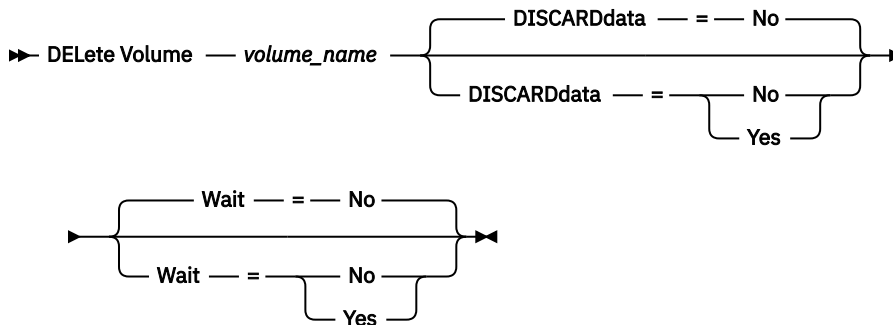 DISCARDdata = No
DELete Volume volume_name
DISCARDdata = No
Yes
Wait = No
Wait = No
Yes